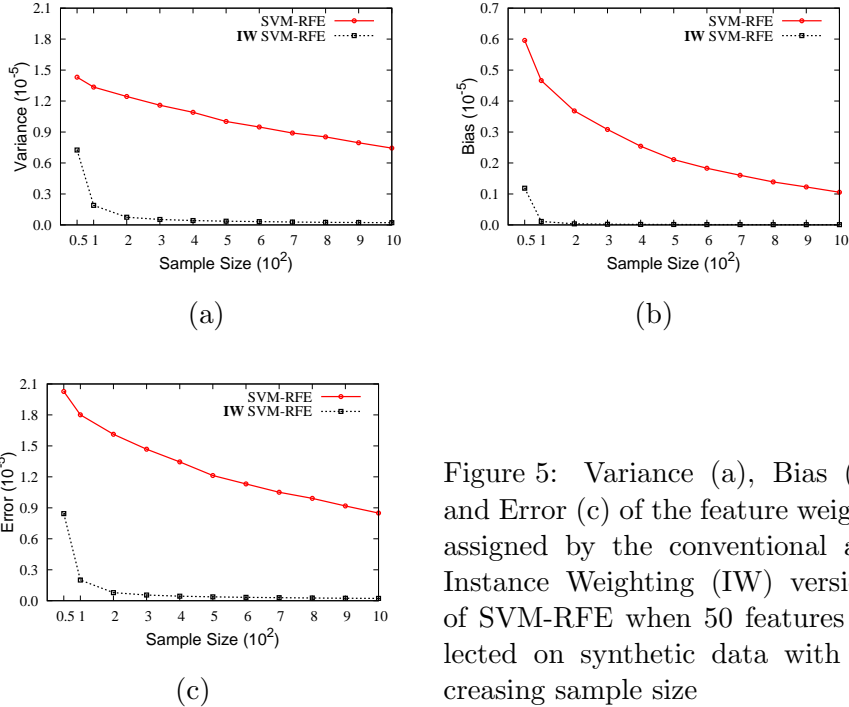 SVM-RFE
IW SVM-RFE
2.1
1.8
1.5
1.2
0.9
0.6
0.3
0.0
Variance (10-5)
0.5 1 2 3 4 5 6 7 8 9 10
Sample Size (102)
(a)
SVM-RFE
IW SVM-RFE
0.7
0.6
0.5
0.4
0.3
0.2
0.1
0.0
Bias (10-5)
0.5 1 2 3 4 5 6 7 8 9 10
Sample Size (102)
(b)
SVM-RFE
IW SVM-RFE
2.1
1.8
1.5
1.2
0.9
0.6
0.3
0.0
Error (10-5)
0.5 1 2 3 4 5 6 7 8 9 10
Sample Size (102)
(c)
Figure 5: Variance (a), Bias (
and Error (c) of the feature weig
assigned by the conventional a
Instance Weighting (IW) versi
of SVM-RFE when 50 features
lected on synthetic data with
creasing sample size